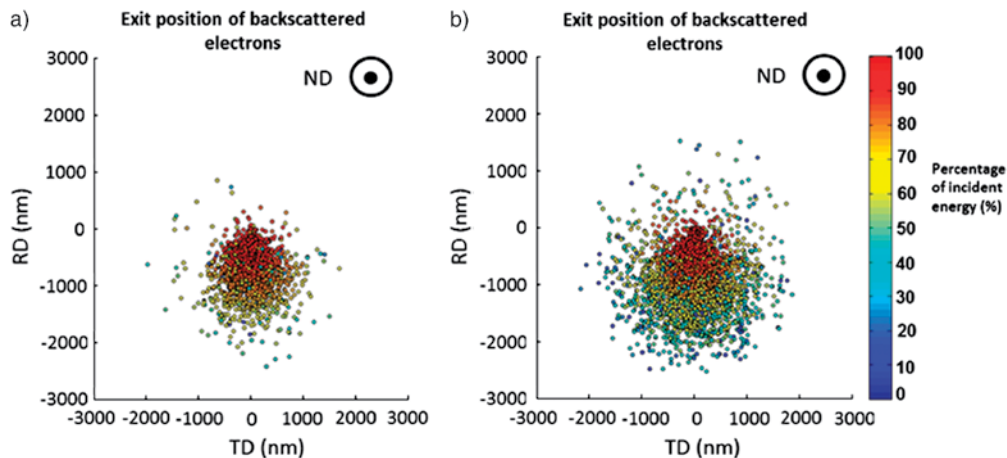 a)
Exit position of backscattered
electrons
3000
2000
1000
0
-1000
-2000
-3000
RD (nm)
ND
-3000 -2000 -1000 0 1000 2000 3000
TD (nm)
b)
Exit position of backscattered
electrons
3000
2000
1000
0
-1000
-2000
-3000
RD (nm)
ND
-3000 -2000 -1000 0 1000 2000 3000
TD (nm)
100
90
80
70
60
50
40
30
20
10
0
Percentage
of incident
energy (%)